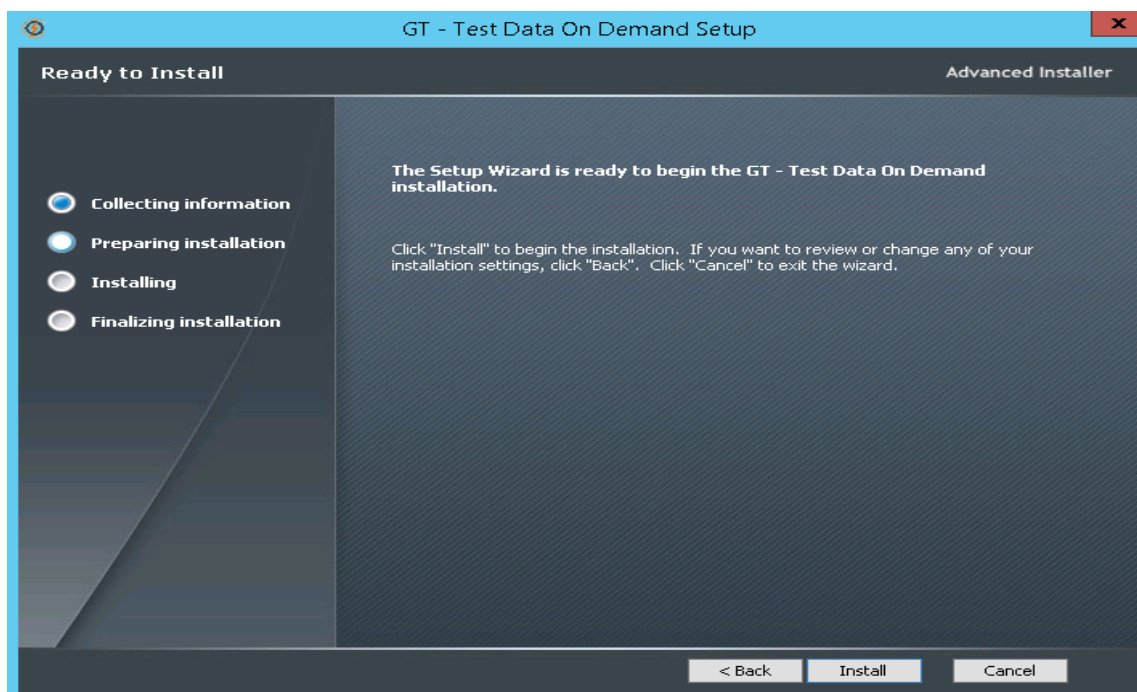 GT - Test Data On Demand Setup
Ready to Install
Advanced Installer
Collecting information
Preparing installation
Installing
Finalizing installation
The Setup Wizard is ready to begin the GT - Test Data On Demand
installation.
Click "Install" to begin the installation.  If you want to review or change any of your
installation settings, click "Back".  Click "Cancel" to exit the wizard.
< Back
Install
Cancel